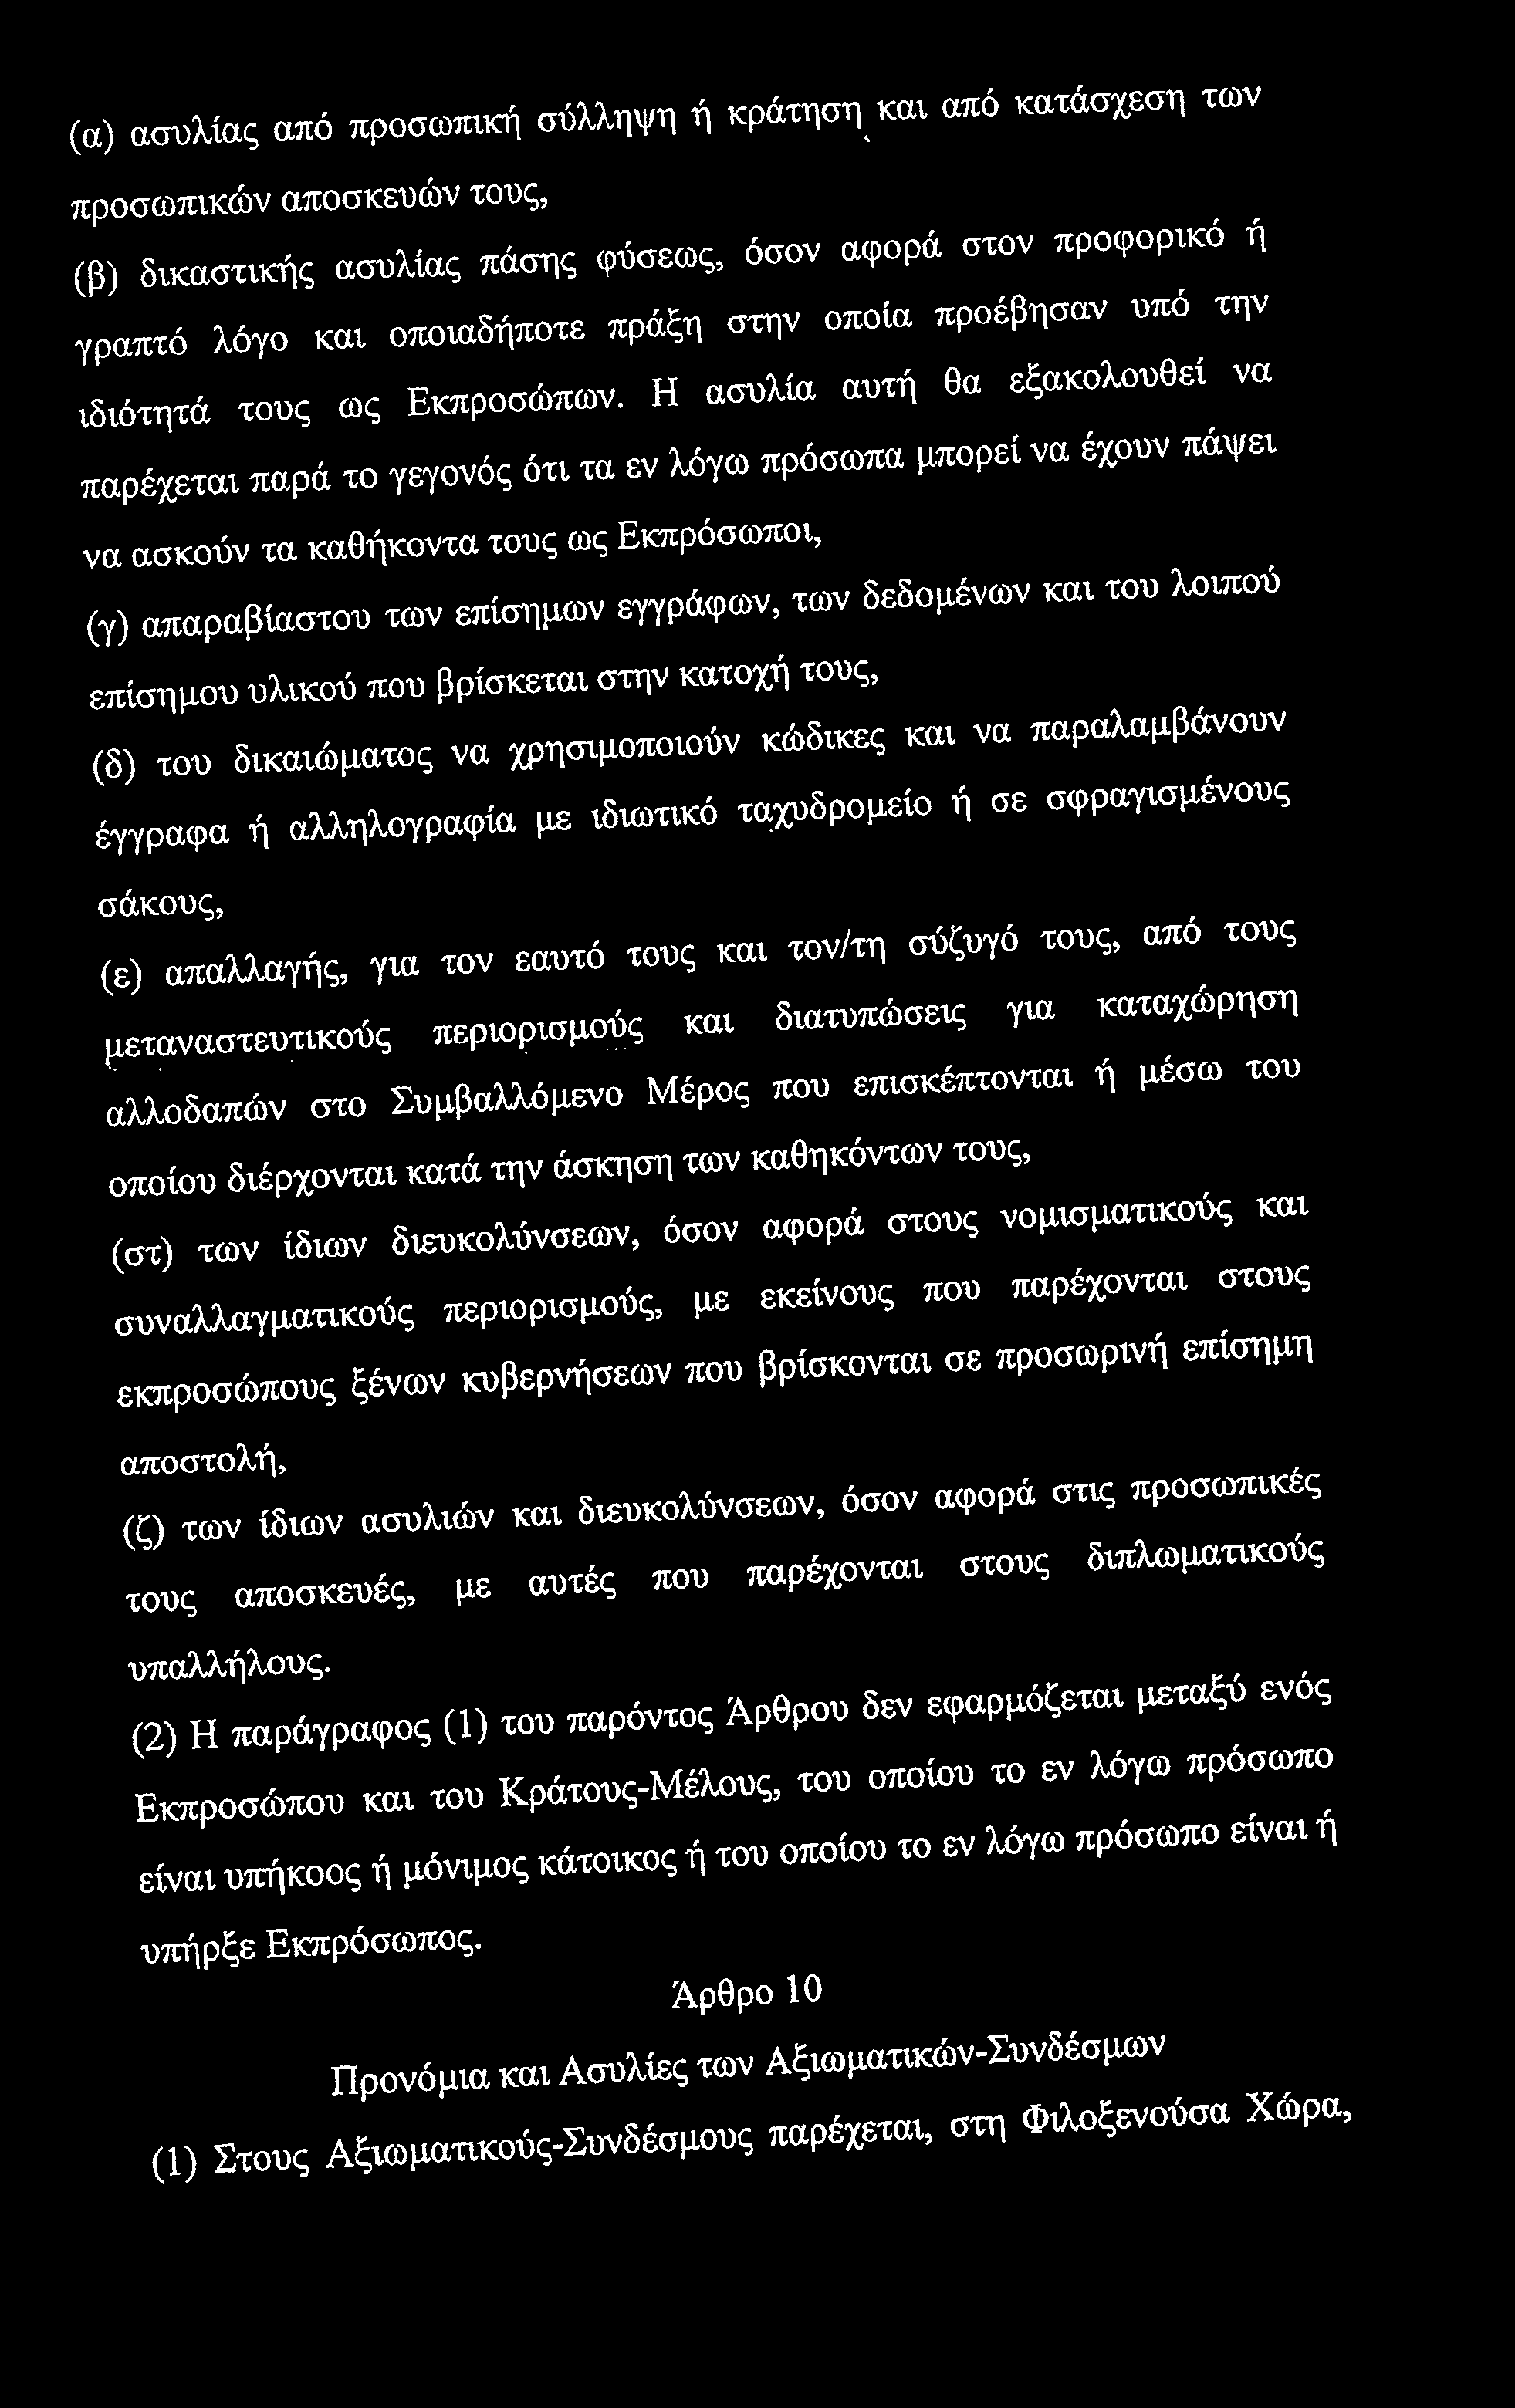 (α) ασυλίας από προσωπική σύλληψη ή κράτηση και από κατάσχεση των
προσωπικών αποσκευών τους,
(β) δικαστικής ασυλίας πάσης φύσεως, όσον αφορά στον προφορικό ή
γραπτό λόγο και οποιαδήποτε πράξη στην οποία προέβησαν υπό την
ιδιότητά τους ως Εκπροσώπων. Η ασυλία αυτή θα εξακολουθεί να
παρέχεται παρά το γεγονός ότι τα εν λόγω πρόσωπα μπορεί να έχουν πάψει
να ασκούν τα καθήκοντα τους ως Εκπρόσωποι,
(γ) απαραβίαστου των επίσημων εγγράφων, των δεδομένων και του λοιπού
επίσημου υλικού που βρίσκεται στην κατοχή τους,
(δ) του δικαιώματος να χρησιμοποιούν κώδικες και να παραλαμβάνουν
έγγραφα ή αλληλογραφία με ιδιωτικό ταχυδρομείο ή σε σφραγισμένους
σάκους,
(ε) απαλλαγής, για τον εαυτό τους και τον/τη σύζυγό τους, από τους
μεταναστευτικούς περιορισμούς και διατυπώσεις για καταχώρηση
αλλοδαπών στο Συμβαλλόμενο Μέρος που επισκέπτονται ή μέσω του
οποίου διέρχονται κατά την άσκηση των καθηκόντων τους,
(στ) των ίδιων διευκολύνσεων, όσον αφορά στους νομισματικούς και
συναλλαγματικούς περιορισμούς, με εκείνους που παρέχονται στους
εκπροσώπους ξένων κυβερνήσεων που βρίσκονται σε προσωρινή επίσημη
αποστολή,
(ζ) των ίδιων ασυλιών και διευκολύνσεων, όσον αφορά στις προσωπικές
τους αποσκευές, με αυτές που παρέχονται στους διπλωματικούς
υπαλλήλους.
(2) Η παράγραφος (1) του παρόντος Άρθρου δεν εφαρμόζεται μεταξύ ενός
Εκπροσώπου και του Κράτους-Μέλους, του οποίου το εν λόγω πρόσωπο
είναι υπήκοος ή μόνιμος κάτοικος ή του οποίου το εν λόγω πρόσωπο είναι ή
υπήρξε Εκπρόσωπος.
Άρθρο 10
Προνόμια και Ασυλίες των Αξιωματικών-Συνδέσμων
(1) Στους Αξιωματικούς-Συνδέσμους παρέχεται, στη Φιλοξενούσα Χώρα,